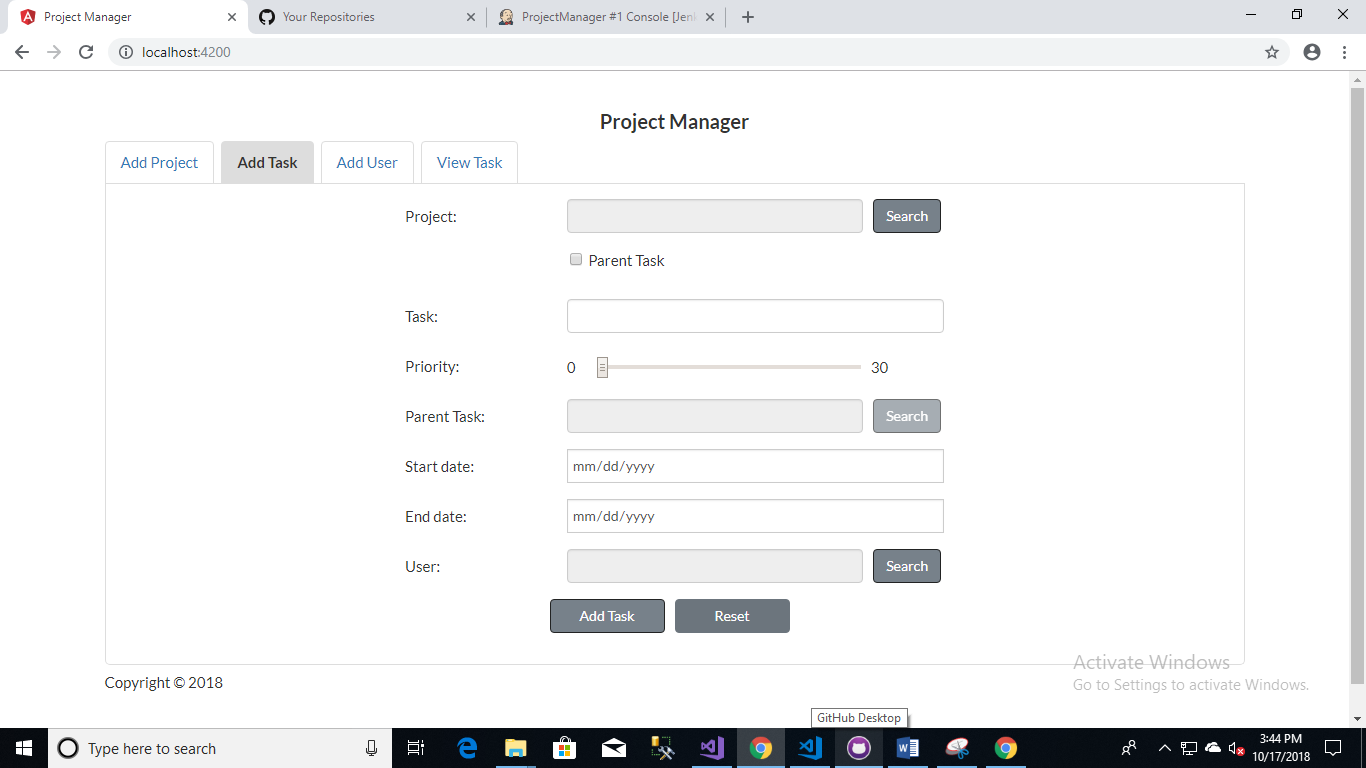 Project Manager
Your Repositories
ProjectManager #1 Console [Jen
localhost:4200
Project Manager
Add Project
Add Task
Add User
View Task
Project:
Search
Parent Task
Task:
Priority:
0
30
Parent Task:
Search
Start date:
mm/dd/yyyy
End date:
mm/dd/yyyy
User:
Search
Add Task
Reset
Activate Windows
Go to Settings to activate Windows.
Copyright © 2018
GitHub Desktop
Type here to search
3:44 PM
10/17/2018